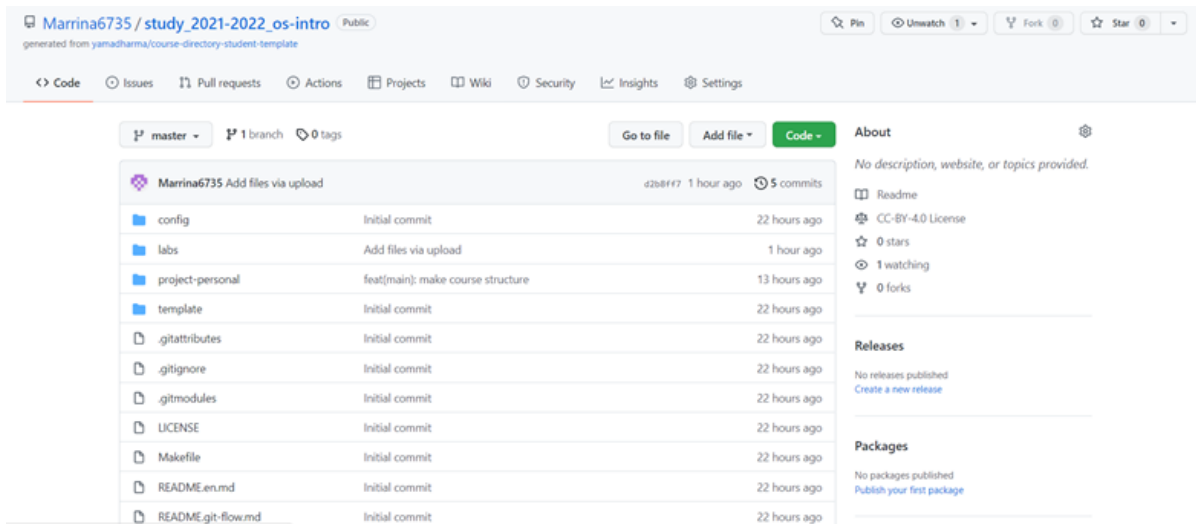 Marrina6735 / study_2021-2022_os-intro Public
Pin Unwatch 1 Fork 0 Star 0
generated from yamadharma/course-directory-student-template
<> Code Issues Pull requests Actions Projects Wiki Security Insights Settings
master 1 branch 0 tags Go to file Add file Code
Marrina6735 Add files via upload d2b8ff7 1 hour ago 5 commits
config Initial commit 22 hours ago
labs Add files via upload 1 hour ago
project-personal feat(main): make course structure 13 hours ago
template Initial commit 22 hours ago
.gitattributes Initial commit 22 hours ago
.gitignore Initial commit 22 hours ago
.gitmodules Initial commit 22 hours ago
LICENSE Initial commit 22 hours ago
Makefile Initial commit 22 hours ago
README.en.md Initial commit 22 hours ago
README.git-flow.md Initial commit 22 hours ago
About
No description, website, or topics provided.
Readme
CC-BY-4.0 License
0 stars
1 watching
0 forks
Releases
No releases published
Create a new release
Packages
No packages published
Publish your first package